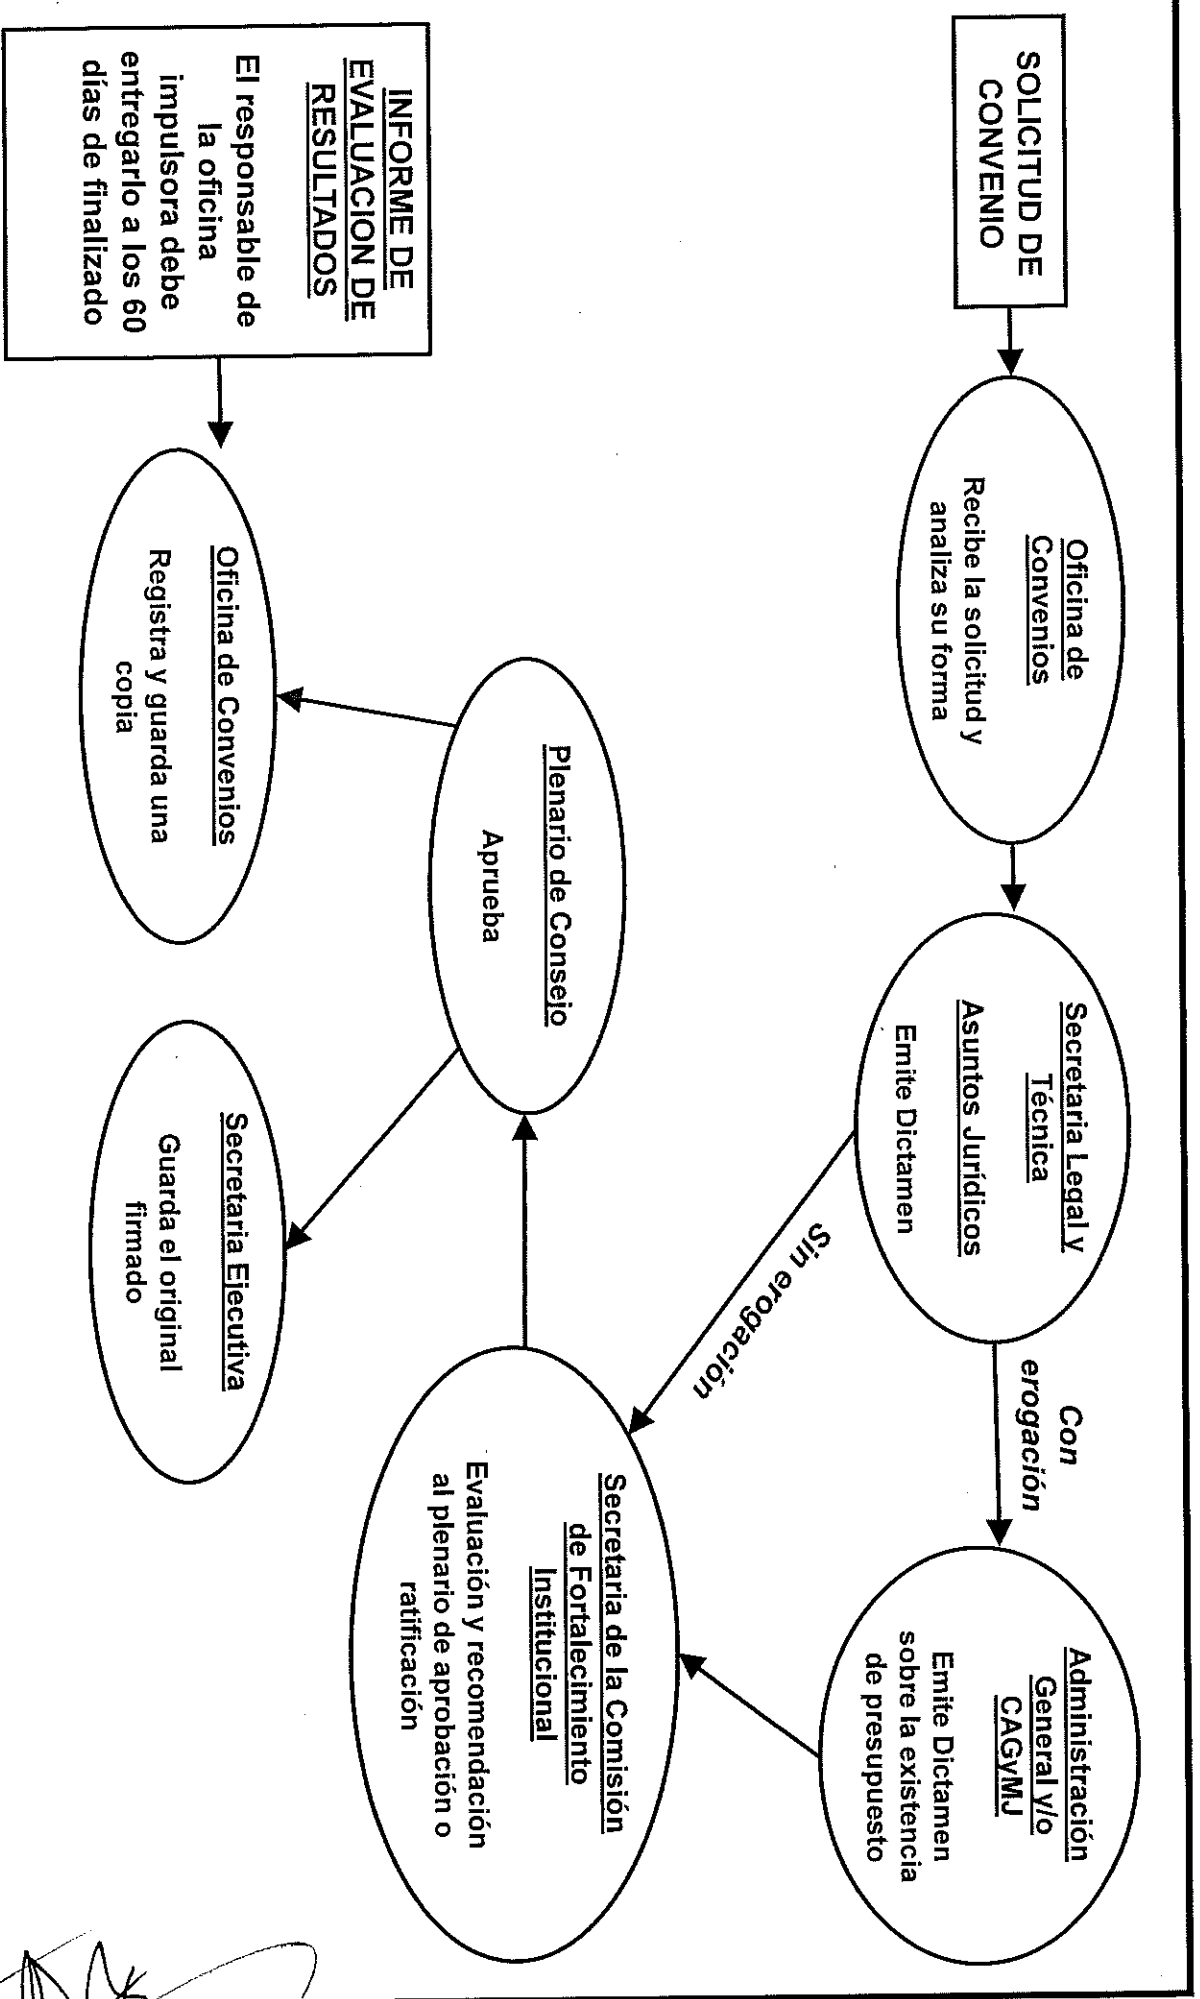 SOLICITUD DE
CONVENIO
Oficina de
Convenios
Recibe la solicitud y
analiza su forma
Secretaria Legal y
Técnica
Asuntos Jurídicos
Emite Dictamen
Con
erogación
Administración
General y/o
CAGyMJ
Emite Dictamen
sobre la existencia
de presupuesto
Sin erogación
Secretaria de la Comisión
de Fortalecimiento
Institucional
Evaluación y recomendación
al plenario de aprobación o
ratificación
Plenario de Consejo
Aprueba
INFORME DE
EVALUACION DE
RESULTADOS
El responsable de
la oficina
impulsora debe
entregarlo a los 60
días de finalizado
Oficina de Convenios
Registra y guarda una
copia
Secretaria Ejecutiva
Guarda el original
firmado